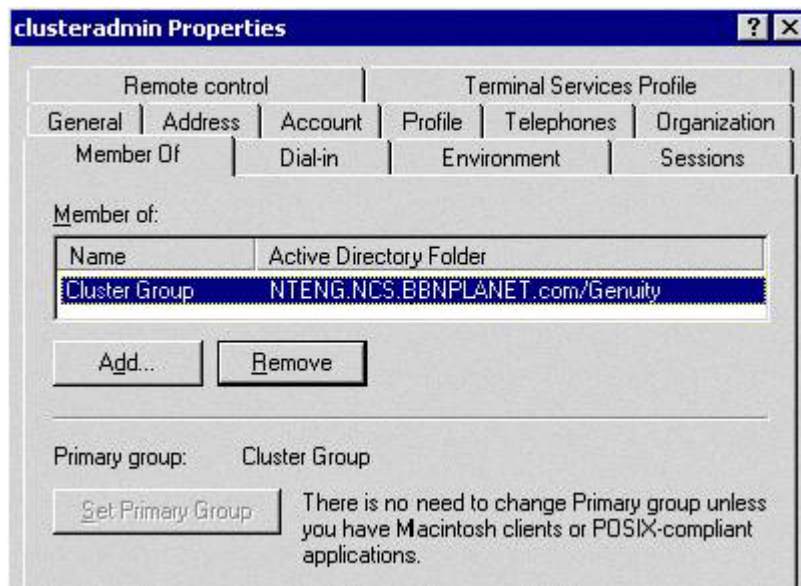 clusteradmin Properties
Remote control
Terminal Services Profile
General
Address
Account
Profile
Telephones
Organization
Member Of
Dial-in
Environment
Sessions
Member of:
Name
Active Directory Folder
Cluster Group
NTENG.NCS.BBNPLANET.com/Genuity
Add...
Remove
Primary group:
Cluster Group
Set Primary Group
There is no need to change Primary group unless
you have Macintosh clients or POSIX-compliant
applications.